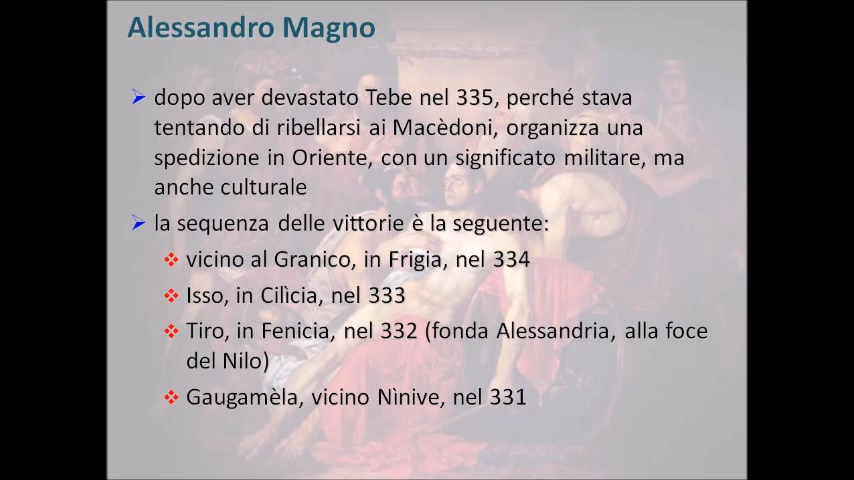 Alessandro Magno
dopo aver devastato Tebe nel 335, perché stava
tentando di ribellarsi ai Macèdoni, organizza una
spedizione in Oriente, con un significato militare, ma
anche culturale
la sequenza delle vittorie è la seguente:
vicino al Granico, in Frigia, nel 334
Isso, in Cilìcia, nel 333
Tiro, in Fenicia, nel 332 (fonda Alessandria, alla foce
del Nilo)
Gaugamèla, vicino Nìnive, nel 331